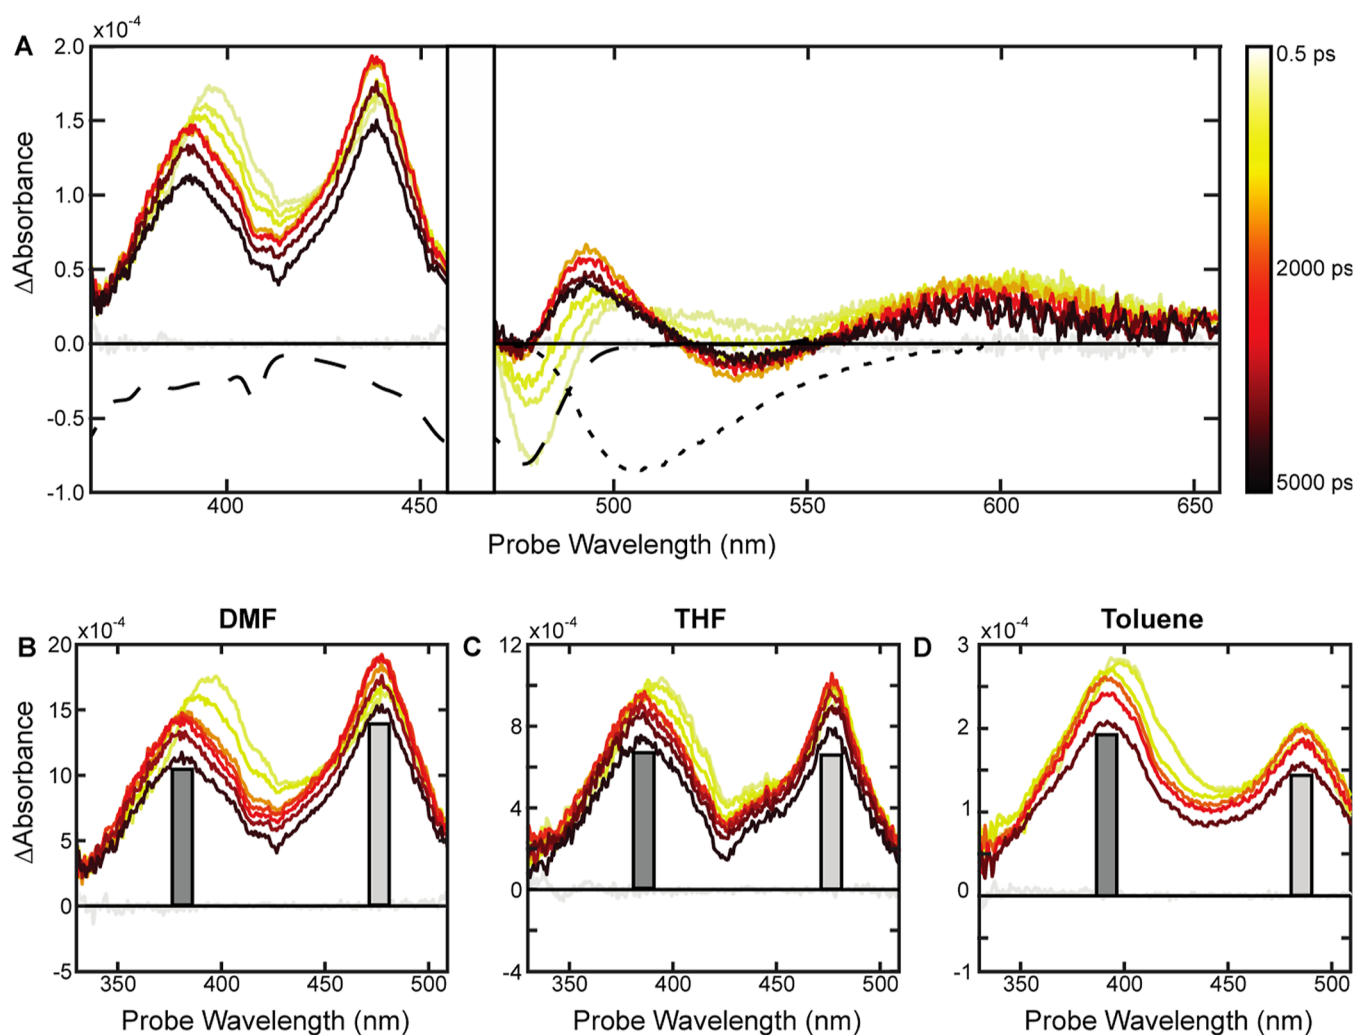 x10-4
A
2.0
1.5
1.0
0.5
0.0
-0.5
-1.0
ΔAbsorbance
400
450
500
550
600
650
Probe Wavelength (nm)
0.5 ps
2000 ps
5000 ps
DMF
B
x10-4
20
15
10
5
0
-5
ΔAbsorbance
350
400
450
500
Probe Wavelength (nm)
THF
C
x10-4
12
8
4
0
-4
350
400
450
500
Probe Wavelength (nm)
Toluene
D
x10-4
3
2
1
0
-1
350
400
450
500
Probe Wavelength (nm)